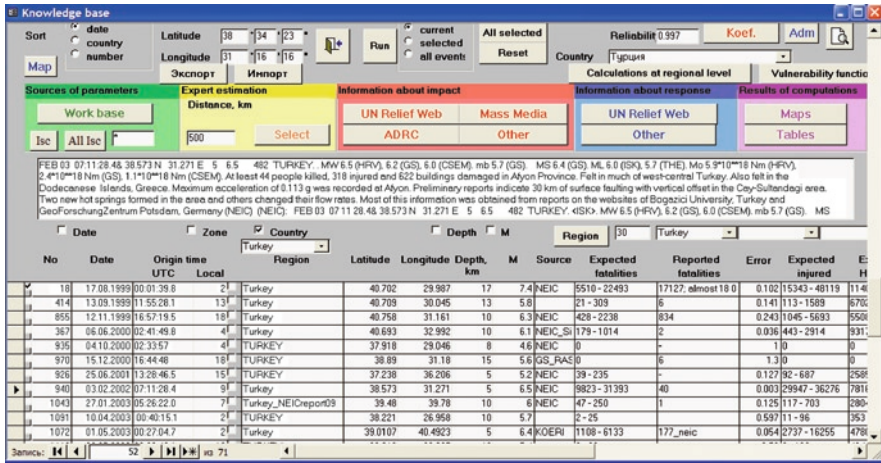 Knowledge base
Sort
date
country
number
Map
Latitude 38 °34 '23 "
Longitude 31 °16 '16 "
Экспорт Импорт
Run
current
selected
all events
All selected
Reset
Reliabilit 0.997
Koef.
Adm
Country Турция
Calculations at regional level
Vulnerability functio
Sources of parameters
Work base
Isc All Isc
Expert estimation
Distance, km
500 Select
Information about impact
UN Relief Web Mass Media
ADRC Other
Information about response
UN Relief Web
Other
Results of computations
Maps
Tables
FEB 03 07:11:28.4& 38.573 N 31.271 E 5 6.5 482 TURKEY. . MW 6.5 (HRV), 6.2 (GS), 6.0 (CSEM). mb 5.7 (GS). MS 6.4 (GS). ML 6.0 (ISK), 5.7 (THE). Mo 5.9*10**18 Nm (HRV),
2.4*10**18 Nm (GS), 1.1*10**18 Nm (CSEM). At least 44 people killed, 318 injured and 622 buildings damaged in Afyon Province. Felt in much of west-central Turkey. Also felt in the
Dodecanese Islands, Greece. Maximum acceleration of 0.113 g was recorded at Afyon. Preliminary reports indicate 30 km of surface faulting with vertical offset in the Cay-Sultandagi area.
Two new hot springs formed in the area and others changed their flow rates. Most of this information was obtained from reports on the websites of Bogazici University, Turkey and
GeoForschungZentrum Potsdam, Germany (NEIC) (NEIC): FEB 03 07 11 28.4& 38.573 N 31.271 E 5 6.5 482 TURKEY. <ISK>. MW 6.5 (HRV), 6.2 (GS), 6.0 (CSEM). mb 5.7 (GS). MS
Date Zone Country Depth M Region 30 Turkey
Turkey
No Date Origin time Region Latitude Longitude Depth, M Source Expected Reported Error Expected
UTC Local km fatalities fatalities injured
18 17.08.1999 00:01:39.8 2 Turkey 40.702 29.987 17 7.4 NEIC 5510 - 22493 17127; almost 18 0 0.102 15343 - 48119
414 13.09.1999 11:55:28.1 13 Turkey 40.709 30.045 13 5.8 21 - 309 6 0.141 113 - 1589
855 12.11.1999 16:57:19.5 18 Turkey 40.758 31.161 10 6.3 NEIC 428 - 2238 834 0.243 1045 - 5693
367 06.06.2000 02:41:49.8 4 Turkey 40.693 32.992 10 6.1 NEIC_Si 179 - 1014 2 0.036 443 - 2914
935 04.10.2000 02:33:57 4 TURKEY 37.918 29.046 8 4.6 NEIC 0 - 1 0
970 15.12.2000 16:44:48 18 TURKEY 38.89 31.18 15 5.6 GS_RAS 0 6 1.3 0
926 25.06.2001 13:28:46.5 15 TURKEY 37.238 36.206 5 5.2 NEIC 39 - 235 - 0.127 92 - 687
940 03.02.2002 07:11:28.4 9 Turkey 38.573 31.271 5 6.5 NEIC 9823 - 31393 40 0.003 29947 - 36276
1043 27.01.2003 05:26:22.0 7 Turkey_NEICreport09 39.48 39.78 10 6 NEIC 47 - 250 1 0.125 117 - 703
1091 10.04.2003 00:40:15.1 2 TURKEY 38.221 26.958 10 5.7 2 - 25 0.597 11 - 96 353
1072 01.05.2003 00:27:04.7 2 Turkey 39.0107 40.4923 5 6.4 KOERI 1108 - 6133 177_neic 0.054 2737 - 16255
Запись: 52 из 71